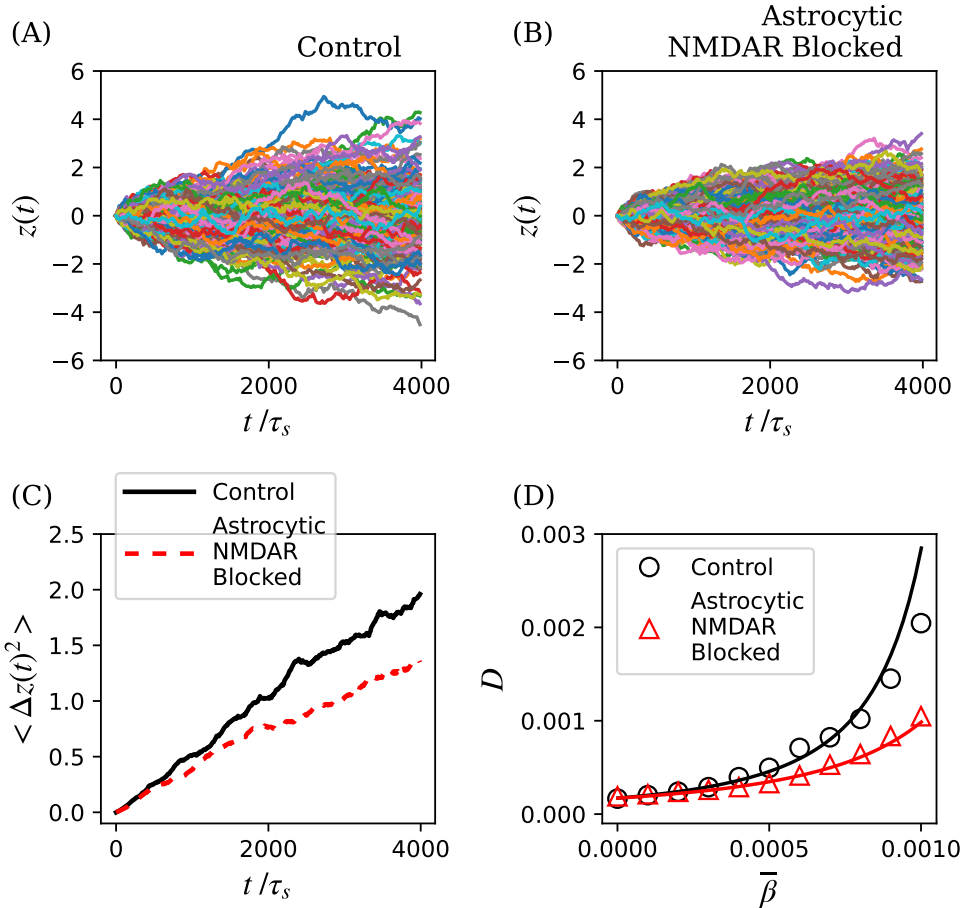 (A)
Control
6
4
2
0
−2
−4
−6
z(t)
0
2000
4000
t /τₛ
(B)
Astrocytic
NMDAR Blocked
6
4
2
0
−2
−4
−6
z(t)
0
2000
4000
t /τₛ
(C)
Control
Astrocytic
NMDAR
Blocked
2.5
2.0
1.5
1.0
0.5
0.0
< Δz(t)² >
0
2000
4000
t /τₛ
(D)
Control
Astrocytic
NMDAR
Blocked
0.003
0.002
0.001
0.000
D
0.0000
0.0005
0.0010
β̅